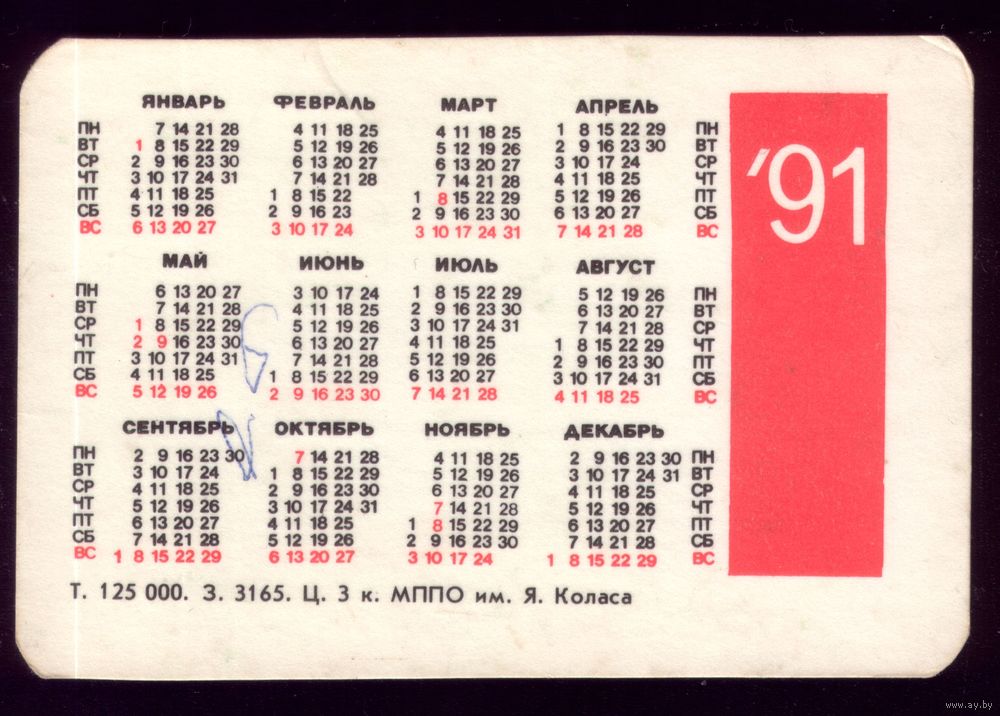 '91
ЯНВАРЬ ФЕВРАЛЬ МАРТ АПРЕЛЬ
ПН 7 14 21 28 4 11 18 25 4 11 18 25 1 8 15 22 29 ПН
ВТ 1 8 15 22 29 5 12 19 26 5 12 19 26 2 9 16 23 30 ВТ
СР 2 9 16 23 30 6 13 20 27 6 13 20 27 3 10 17 24 СР
ЧТ 3 10 17 24 31 7 14 21 28 7 14 21 28 4 11 18 25 ЧТ
ПТ 4 11 18 25 1 8 15 22 1 8 15 22 29 5 12 19 26 ПТ
СБ 5 12 19 26 2 9 16 23 2 9 16 23 30 6 13 20 27 СБ
ВС 6 13 20 27 3 10 17 24 3 10 17 24 31 7 14 21 28 ВС
МАЙ ИЮНЬ ИЮЛЬ АВГУСТ
ПН 6 13 20 27 3 10 17 24 1 8 15 22 29 5 12 19 26 ПН
ВТ 7 14 21 28 4 11 18 25 2 9 16 23 30 6 13 20 27 ВТ
СР 1 8 15 22 29 5 12 19 26 3 10 17 24 31 7 14 21 28 СР
ЧТ 2 9 16 23 30 6 13 20 27 4 11 18 25 1 8 15 22 29 ЧТ
ПТ 3 10 17 24 31 7 14 21 28 5 12 19 26 2 9 16 23 30 ПТ
СБ 4 11 18 25 1 8 15 22 29 6 13 20 27 3 10 17 24 31 СБ
ВС 5 12 19 26 2 9 16 23 30 7 14 21 28 4 11 18 25 ВС
СЕНТЯБРЬ ОКТЯБРЬ НОЯБРЬ ДЕКАБРЬ
ПН 2 9 16 23 30 7 14 21 28 4 11 18 25 2 9 16 23 30 ПН
ВТ 3 10 17 24 1 8 15 22 29 5 12 19 26 3 10 17 24 31 ВТ
СР 4 11 18 25 2 9 16 23 30 6 13 20 27 4 11 18 25 СР
ЧТ 5 12 19 26 3 10 17 24 31 7 14 21 28 5 12 19 26 ЧТ
ПТ 6 13 20 27 4 11 18 25 1 8 15 22 29 6 13 20 27 ПТ
СБ 7 14 21 28 5 12 19 26 2 9 16 23 30 7 14 21 28 СБ
ВС 1 8 15 22 29 6 13 20 27 3 10 17 24 1 8 15 22 29 ВС
Т. 125 000. З. 3165. Ц. 3 к. МППО им. Я. Коласа
www.ay.by